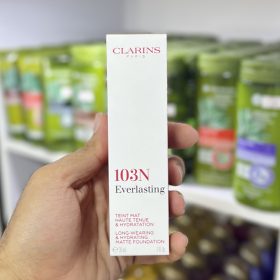 CLARINS
PARIS
103N
Everlasting
TEINT MAT
HAUTE TENUE
& HYDRATATION
LONG-WEARING
& HYDRATING
MATTE FOUNDATION